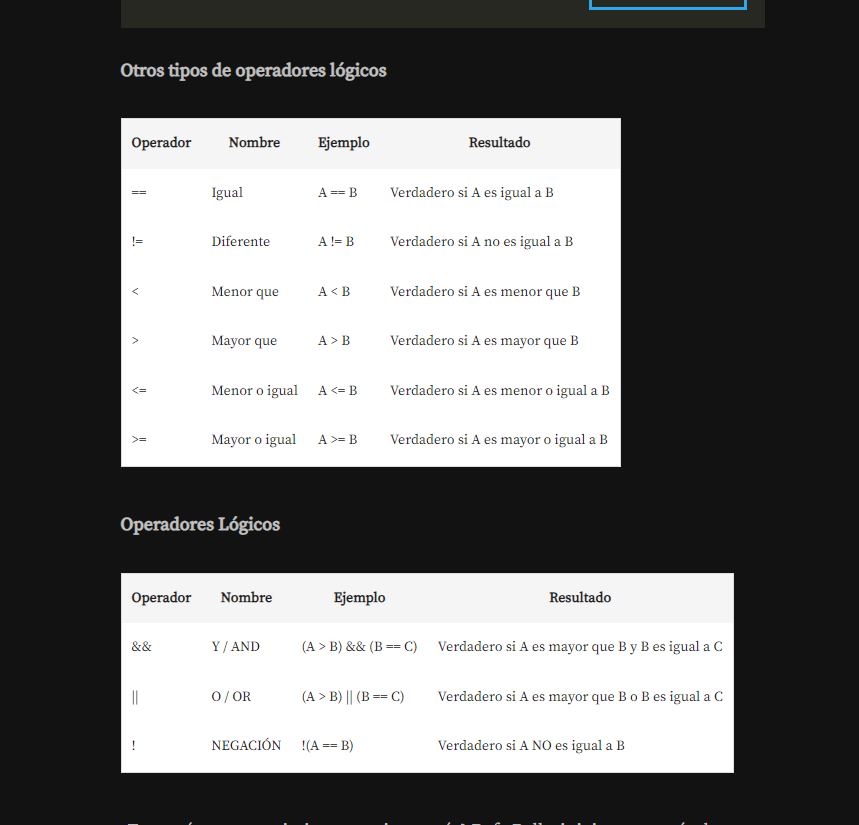 Otros tipos de operadores lógicos
Operador Nombre Ejemplo Resultado
== Igual A == B Verdadero si A es igual a B
!= Diferente A != B Verdadero si A no es igual a B
< Menor que A < B Verdadero si A es menor que B
> Mayor que A > B Verdadero si A es mayor que B
<= Menor o igual A <= B Verdadero si A es menor o igual a B
>= Mayor o igual A >= B Verdadero si A es mayor o igual a B
Operadores Lógicos
Operador Nombre Ejemplo Resultado
&& Y / AND (A > B) && (B == C) Verdadero si A es mayor que B y B es igual a C
|| O / OR (A > B) || (B == C) Verdadero si A es mayor que B o B es igual a C
! NEGACIÓN !(A == B) Verdadero si A NO es igual a B